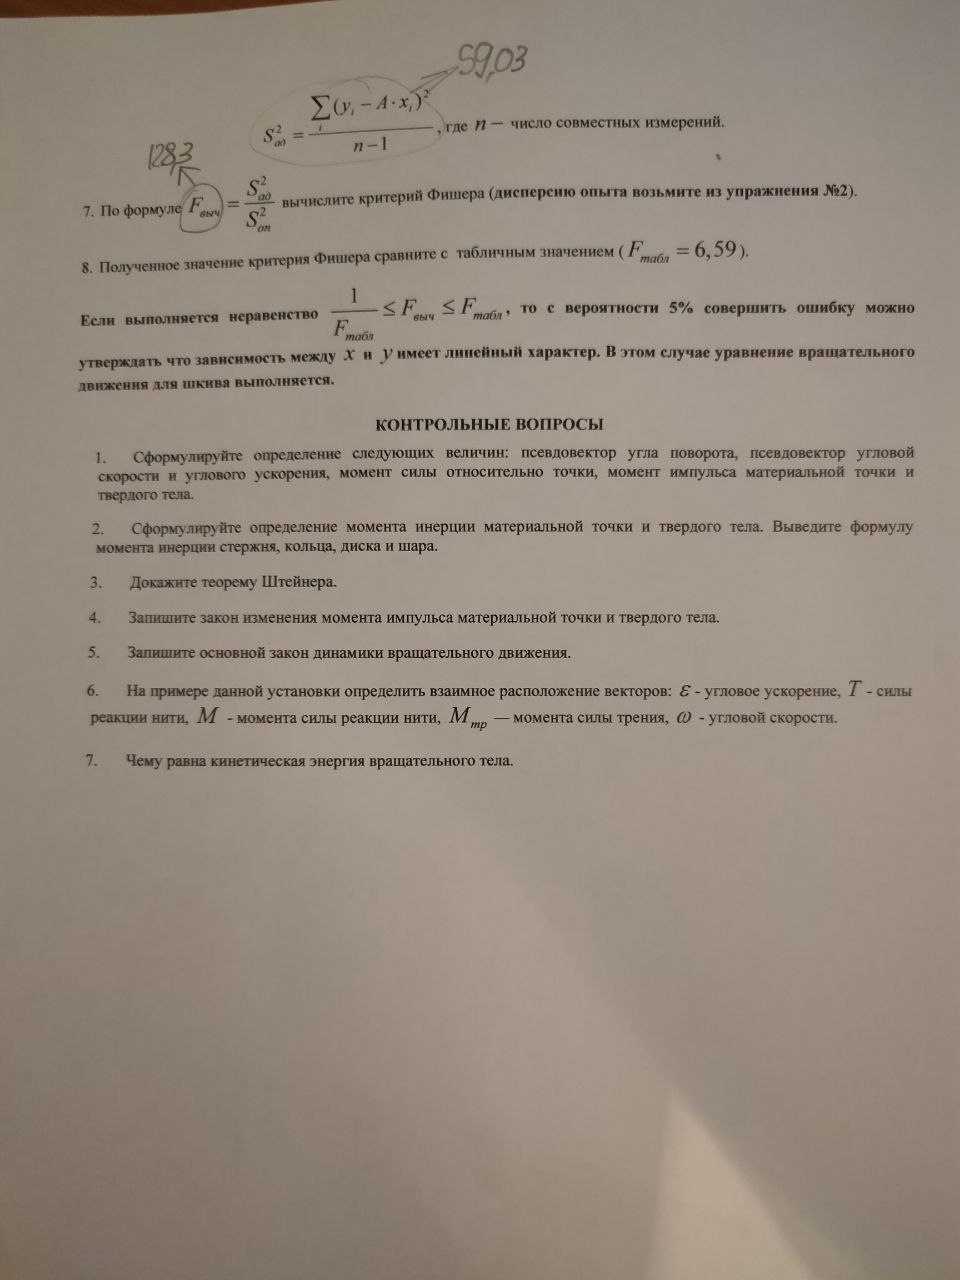 59,03
S²ад = ∑i(yi − A·xi)² / (n−1), где n − число совместных измерений.
128,3
7. По формуле Fвыч = S²ад / S²оп вычислите критерий Фишера (дисперсию опыта возьмите из упражнения №2).
8. Полученное значение критерия Фишера сравните с табличным значением (Fтабл = 6,59).
Если выполняется неравенство 1/Fтабл ≤ Fвыч ≤ Fтабл, то с вероятности 5% совершить ошибку можно
утверждать что зависимость между x и y имеет линейный характер. В этом случае уравнение вращательного
движения для шкива выполняется.
КОНТРОЛЬНЫЕ ВОПРОСЫ
1. Сформулируйте определение следующих величин: псевдовектор угла поворота, псевдовектор угловой
скорости и углового ускорения, момент силы относительно точки, момент импульса материальной точки и
твердого тела.
2. Сформулируйте определение момента инерции материальной точки и твердого тела. Выведите формулу
момента инерции стержня, кольца, диска и шара.
3. Докажите теорему Штейнера.
4. Запишите закон изменения момента импульса материальной точки и твердого тела.
5. Запишите основной закон динамики вращательного движения.
6. На примере данной установки определить взаимное расположение векторов: ε - угловое ускорение, T - силы
реакции нити, M - момента силы реакции нити, Mтр — момента силы трения, ω - угловой скорости.
7. Чему равна кинетическая энергия вращательного тела.